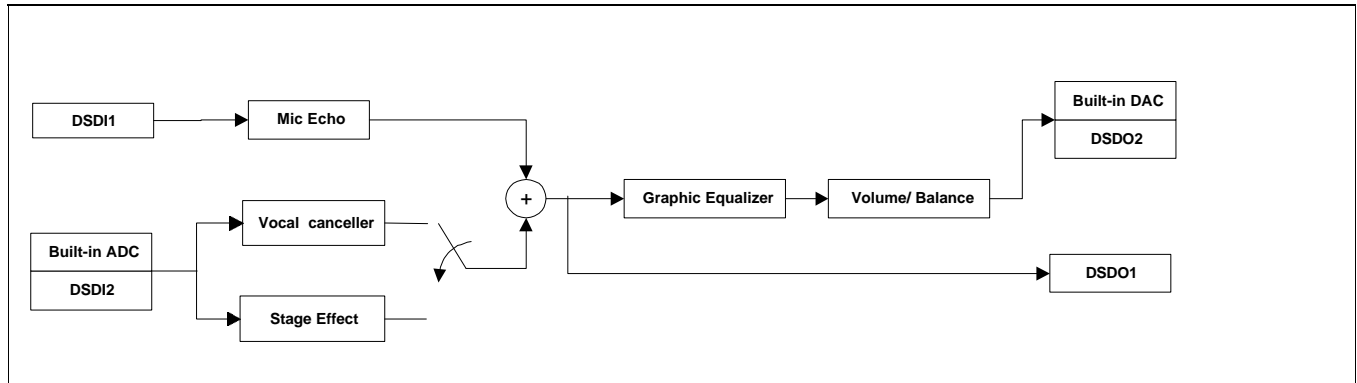 DSDI1
Mic Echo
Built-in DAC
DSDO2
+
Graphic Equalizer
Volume/ Balance
Vocal canceller
Built-in ADC
DSDI2
DSDO1
Stage Effect